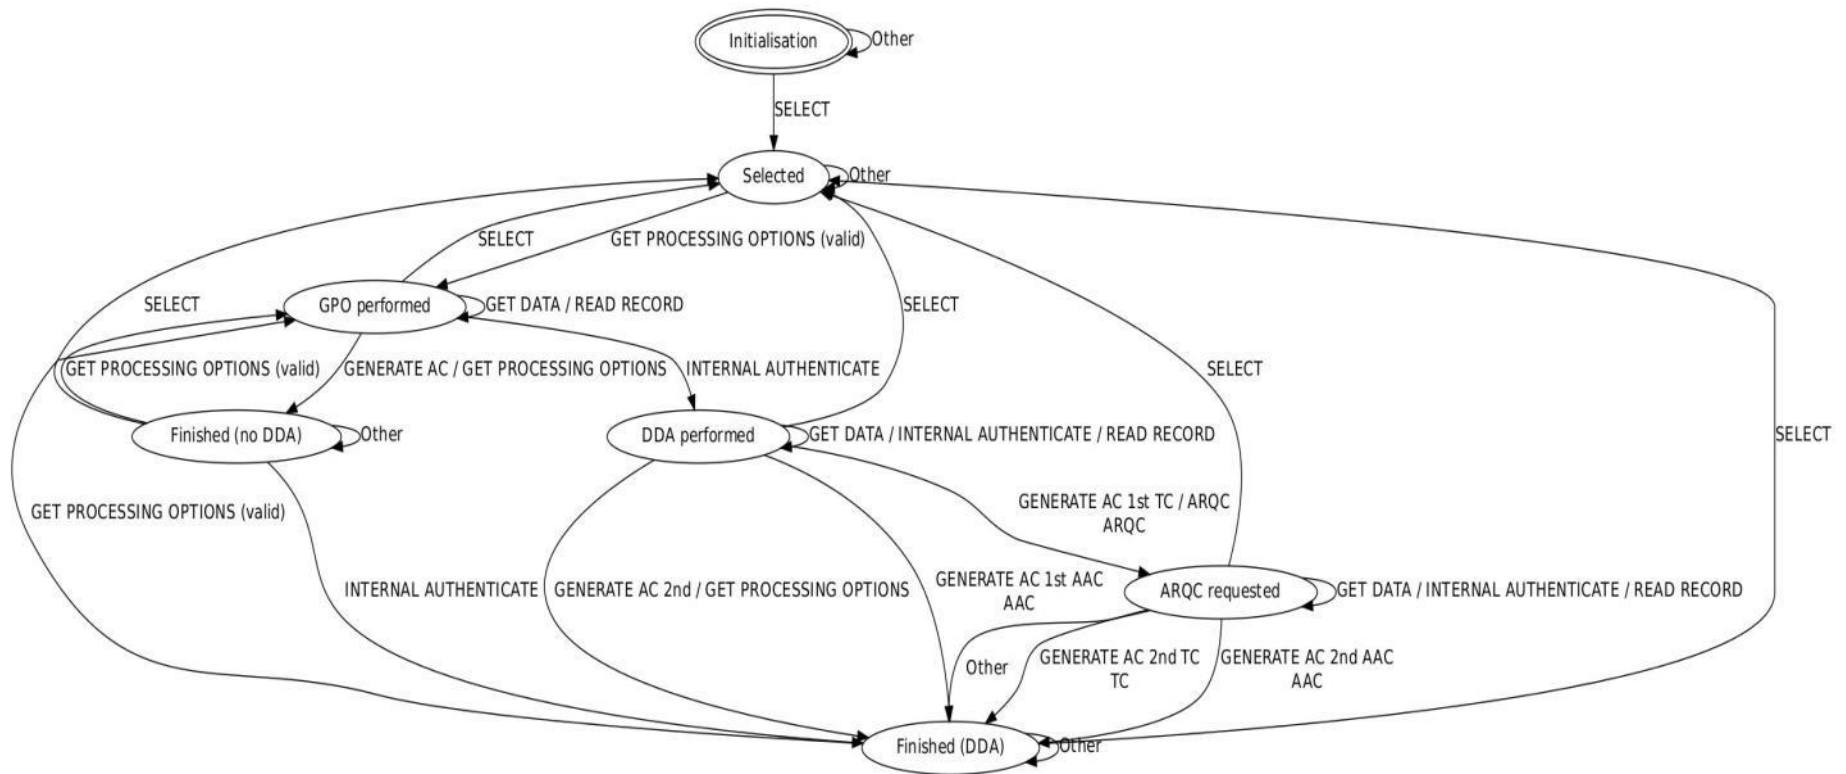 Initialisation
Other
SELECT
Selected
Other
SELECT
GET PROCESSING OPTIONS (valid)
SELECT
GPO performed
GET DATA / READ RECORD
SELECT
GET PROCESSING OPTIONS (valid)
GENERATE AC / GET PROCESSING OPTIONS
INTERNAL AUTHENTICATE
SELECT
Finished (no DDA)
Other
DDA performed
GET DATA / INTERNAL AUTHENTICATE / READ RECORD
SELECT
GET PROCESSING OPTIONS (valid)
GENERATE AC 1st TC / ARQC
ARQC
INTERNAL AUTHENTICATE
GENERATE AC 2nd / GET PROCESSING OPTIONS
GENERATE AC 1st AAC
AAC
ARQC requested
GET DATA / INTERNAL AUTHENTICATE / READ RECORD
Other
GENERATE AC 2nd TC
TC
GENERATE AC 2nd AAC
AAC
Finished (DDA)
Other